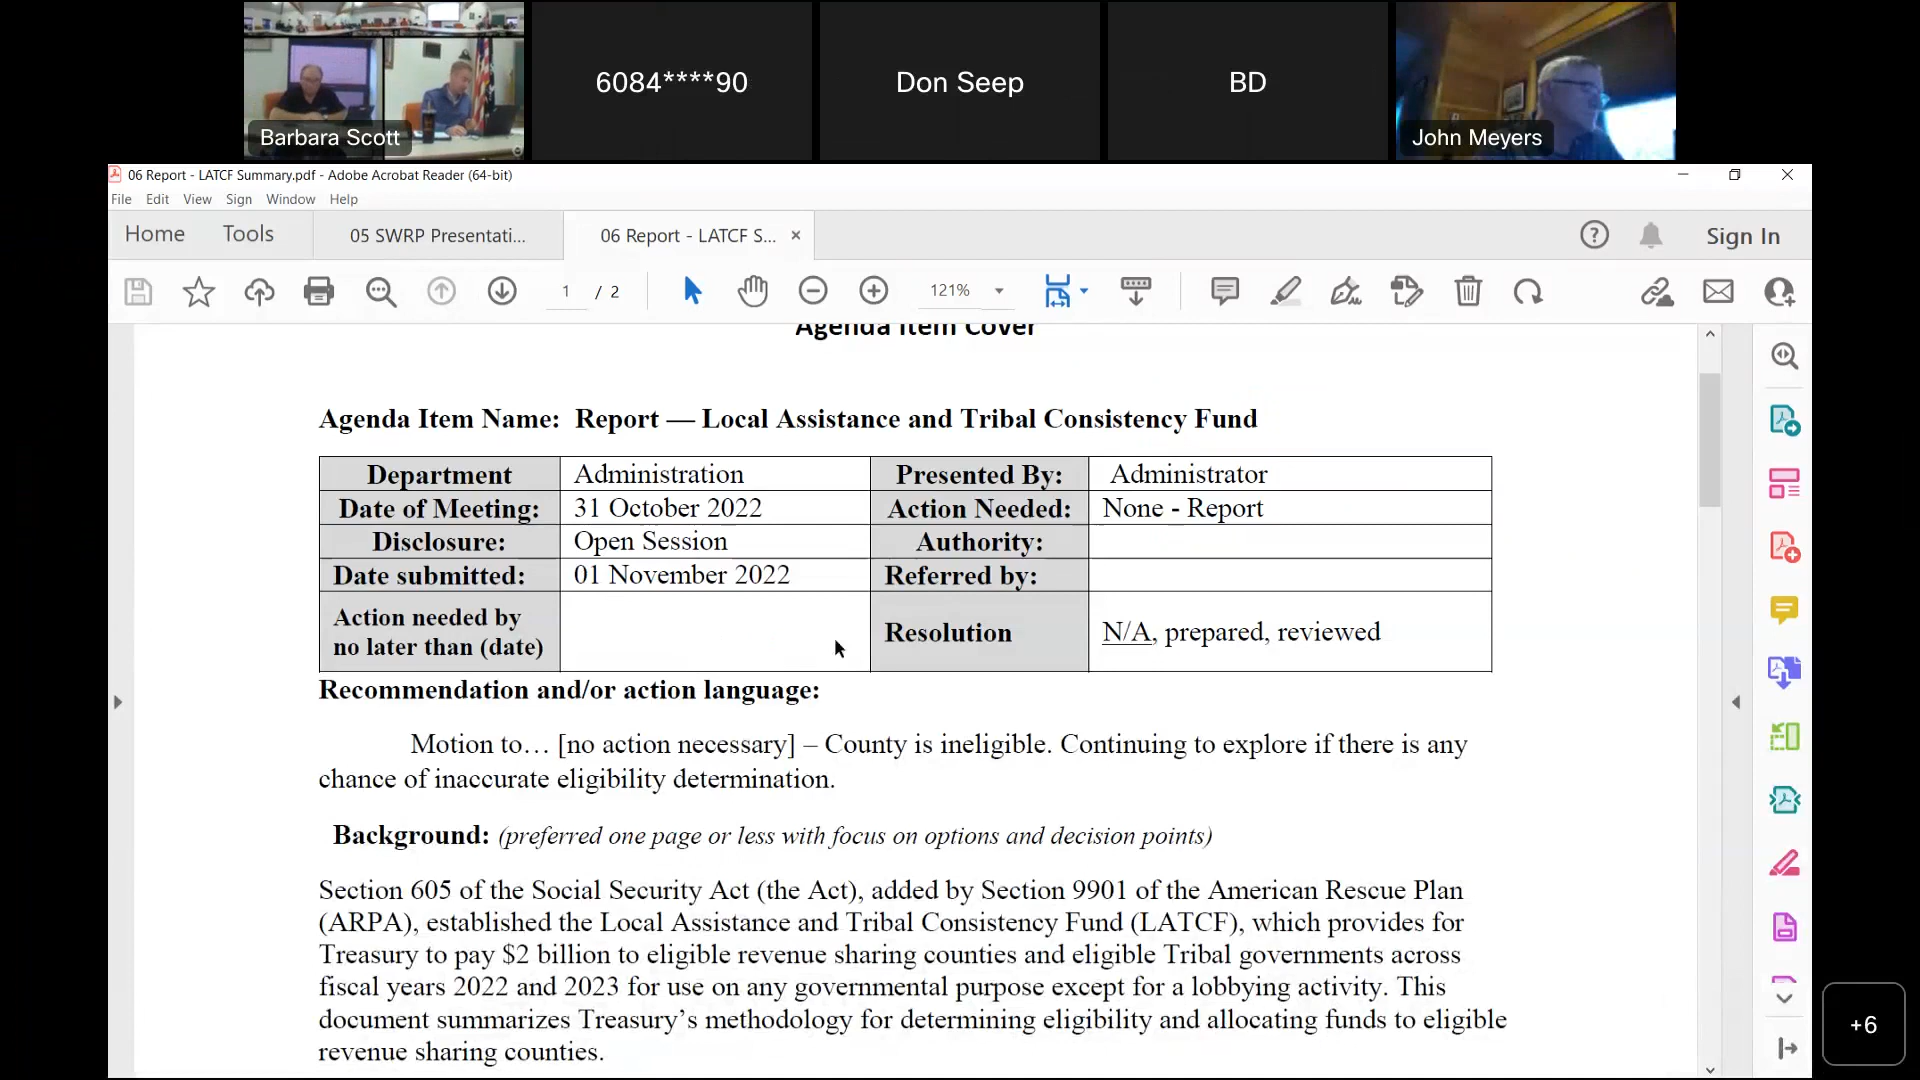 6084****90
Don Seep
BD
Barbara Scott
John Meyers
06 Report - LATCF Summary.pdf - Adobe Acrobat Reader (64-bit)
File Edit View Sign Window Help
Home Tools 05 SWRP Presentati... 06 Report - LATCF S... × Sign In
1 / 2 121%
Agenda Item Cover
Agenda Item Name: Report — Local Assistance and Tribal Consistency Fund
Department Administration Presented By: Administrator
Date of Meeting: 31 October 2022 Action Needed: None - Report
Disclosure: Open Session Authority:
Date submitted: 01 November 2022 Referred by:
Action needed by
no later than (date)
Resolution N/A, prepared, reviewed
Recommendation and/or action language:
Motion to… [no action necessary] – County is ineligible. Continuing to explore if there is any
chance of inaccurate eligibility determination.
Background: (preferred one page or less with focus on options and decision points)
Section 605 of the Social Security Act (the Act), added by Section 9901 of the American Rescue Plan
(ARPA), established the Local Assistance and Tribal Consistency Fund (LATCF), which provides for
Treasury to pay $2 billion to eligible revenue sharing counties and eligible Tribal governments across
fiscal years 2022 and 2023 for use on any governmental purpose except for a lobbying activity. This
document summarizes Treasury’s methodology for determining eligibility and allocating funds to eligible
revenue sharing counties.
+6